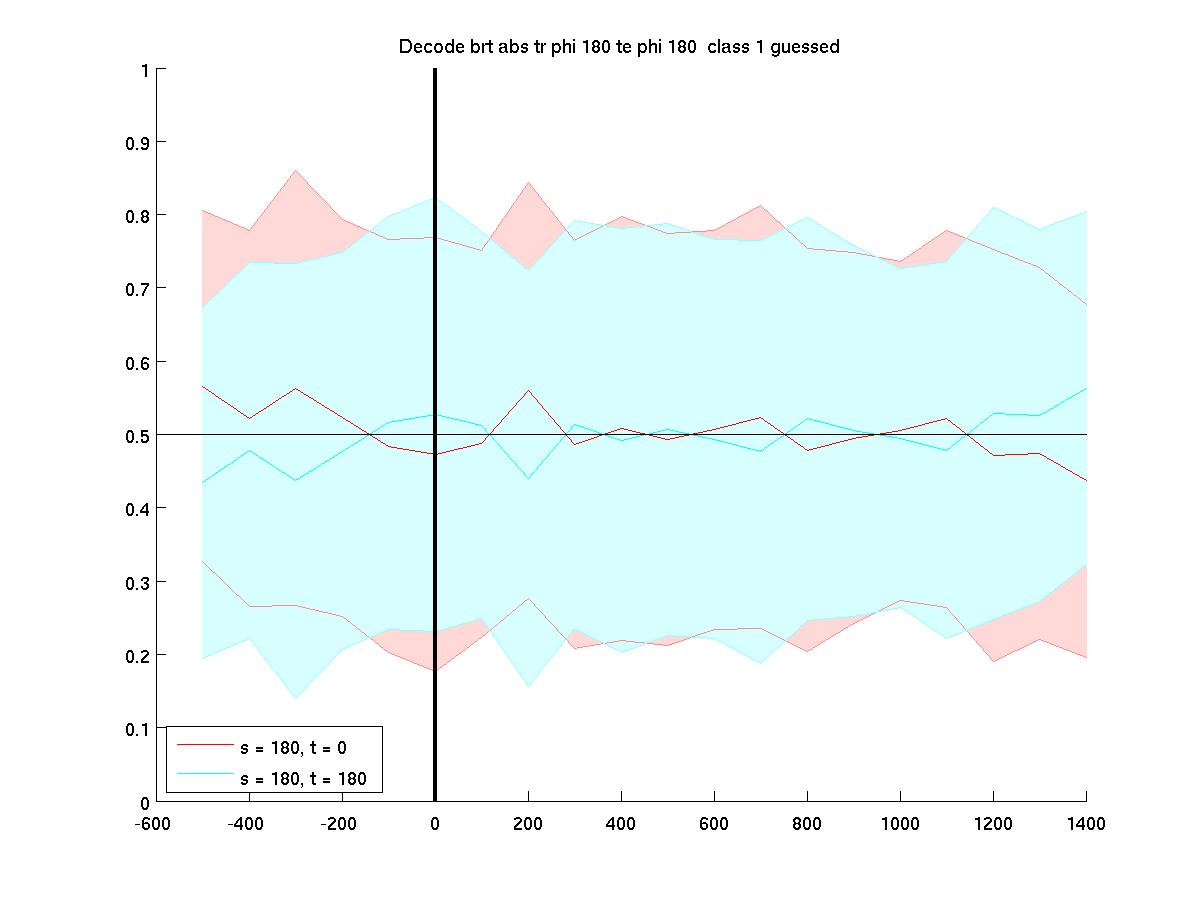 Decode brt abs tr phi 180 te phi 180  class 1 guessed
1
0.9
0.8
0.7
0.6
0.5
0.4
0.3
0.2
0.1
0
s = 180, t = 0
s = 180, t = 180
-600 -400 -200 0 200 400 600 800 1000 1200 1400